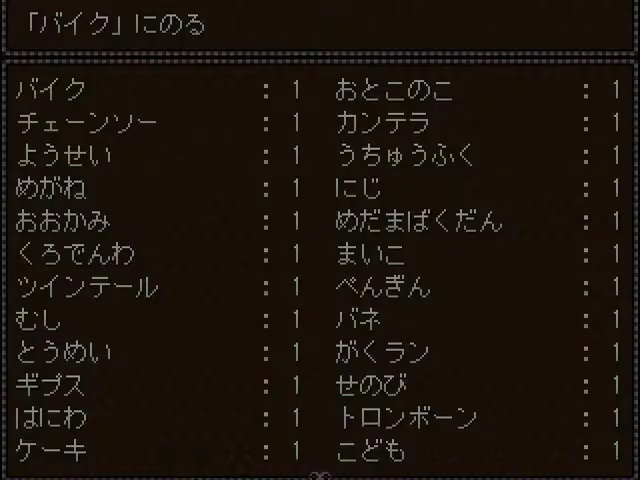 「バイク」にのる
バイク : 1 おとこのこ : 1
チェーンソー : 1 カンテラ : 1
ようせい : 1 うちゅうふく : 1
めがね : 1 にじ : 1
おおかみ : 1 めだまばくだん : 1
くろでんわ : 1 まいこ : 1
ツインテール : 1 ぺんぎん : 1
むし : 1 バネ : 1
とうめい : 1 がくラン : 1
ギプス : 1 せのび : 1
はにわ : 1 トロンボーン : 1
ケーキ : 1 こども : 1